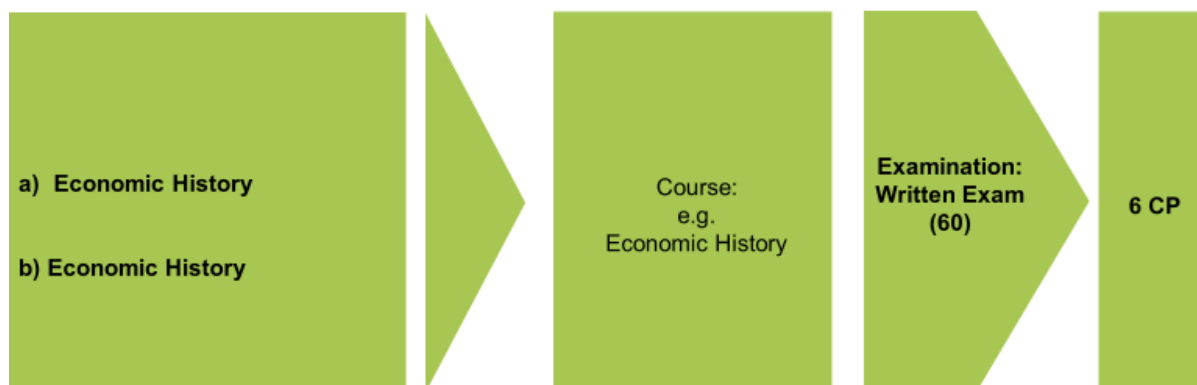 a) Economic History
b) Economic History
Course:
e.g.
Economic History
Examination:
Written Exam
(60)
6 CP